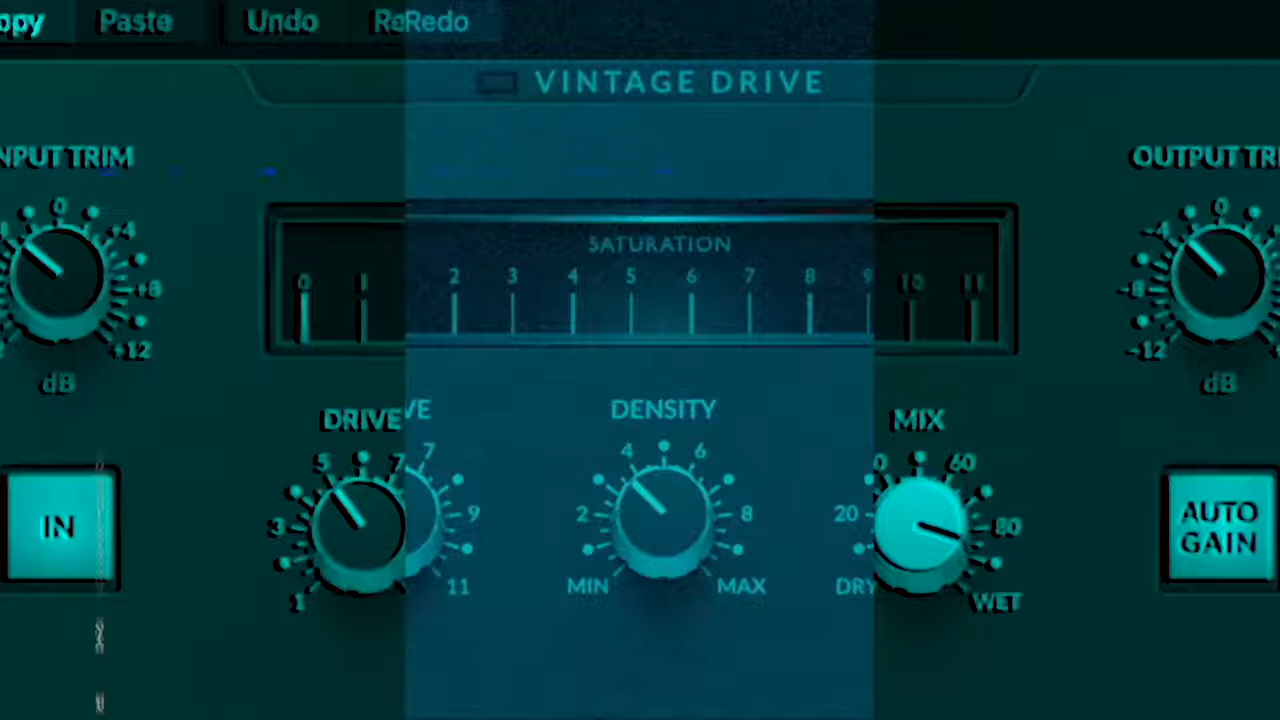 opy Paste Undo Re Redo
VINTAGE DRIVE
NPUT TRIM
OUTPUT TRI
0
+4
+8
+12
dB
SATURATION
0 1 2 3 4 5 6 7 8 9 10 11
0
-4
-8
-12
dB
DRIVE VE
DENSITY
MIX
5 7 7
3 9
1 11
4 6
2 8
MIN MAX
0 60
20 80
DRY WET
IN
AUTO
GAIN